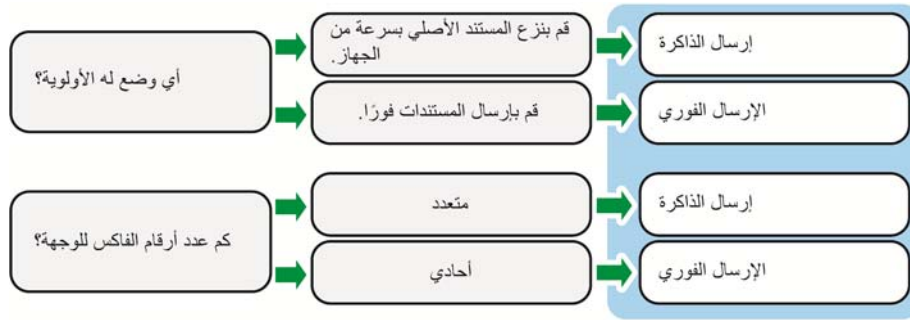 أي وضع له الأولوية؟
قم بنزع المستند الأصلي بسرعة من
الجهاز.
إرسال الذاكرة
قم بإرسال المستندات فورًا.
الإرسال الفوري
كم عدد أرقام الفاكس للوجهة؟
متعدد
إرسال الذاكرة
أحادي
الإرسال الفوري